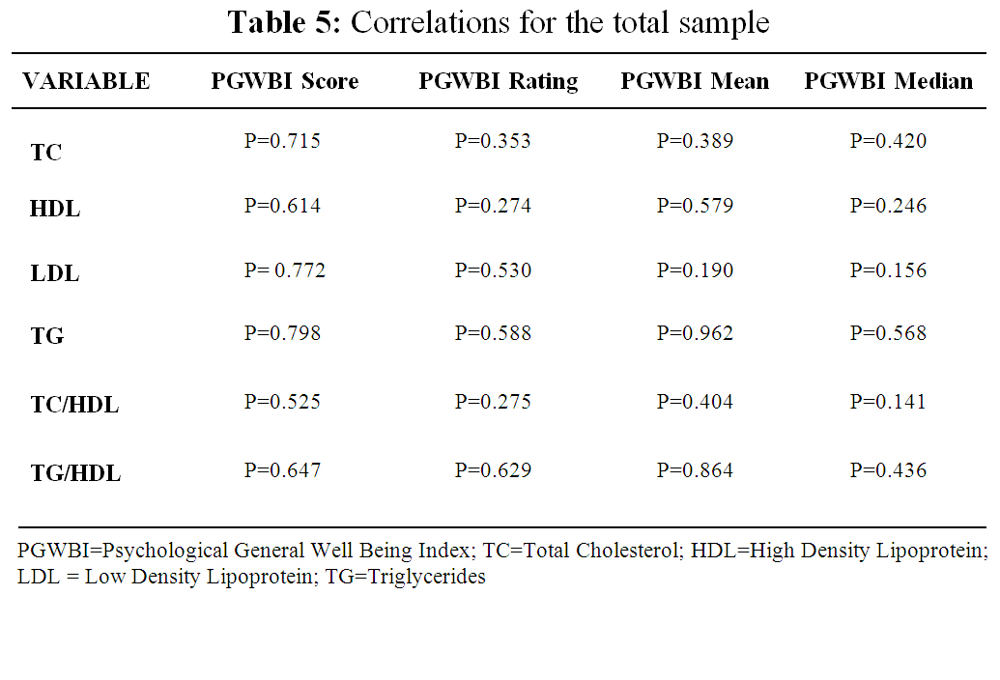 Table 5: Correlations for the total sample
VARIABLE PGWBI Score PGWBI Rating PGWBI Mean PGWBI Median
TC P=0.715 P=0.353 P=0.389 P=0.420
HDL P=0.614 P=0.274 P=0.579 P=0.246
LDL P= 0.772 P=0.530 P=0.190 P=0.156
TG P=0.798 P=0.588 P=0.962 P=0.568
TC/HDL P=0.525 P=0.275 P=0.404 P=0.141
TG/HDL P=0.647 P=0.629 P=0.864 P=0.436
PGWBI=Psychological General Well Being Index; TC=Total Cholesterol; HDL=High Density Lipoprotein;
LDL = Low Density Lipoprotein; TG=Triglycerides